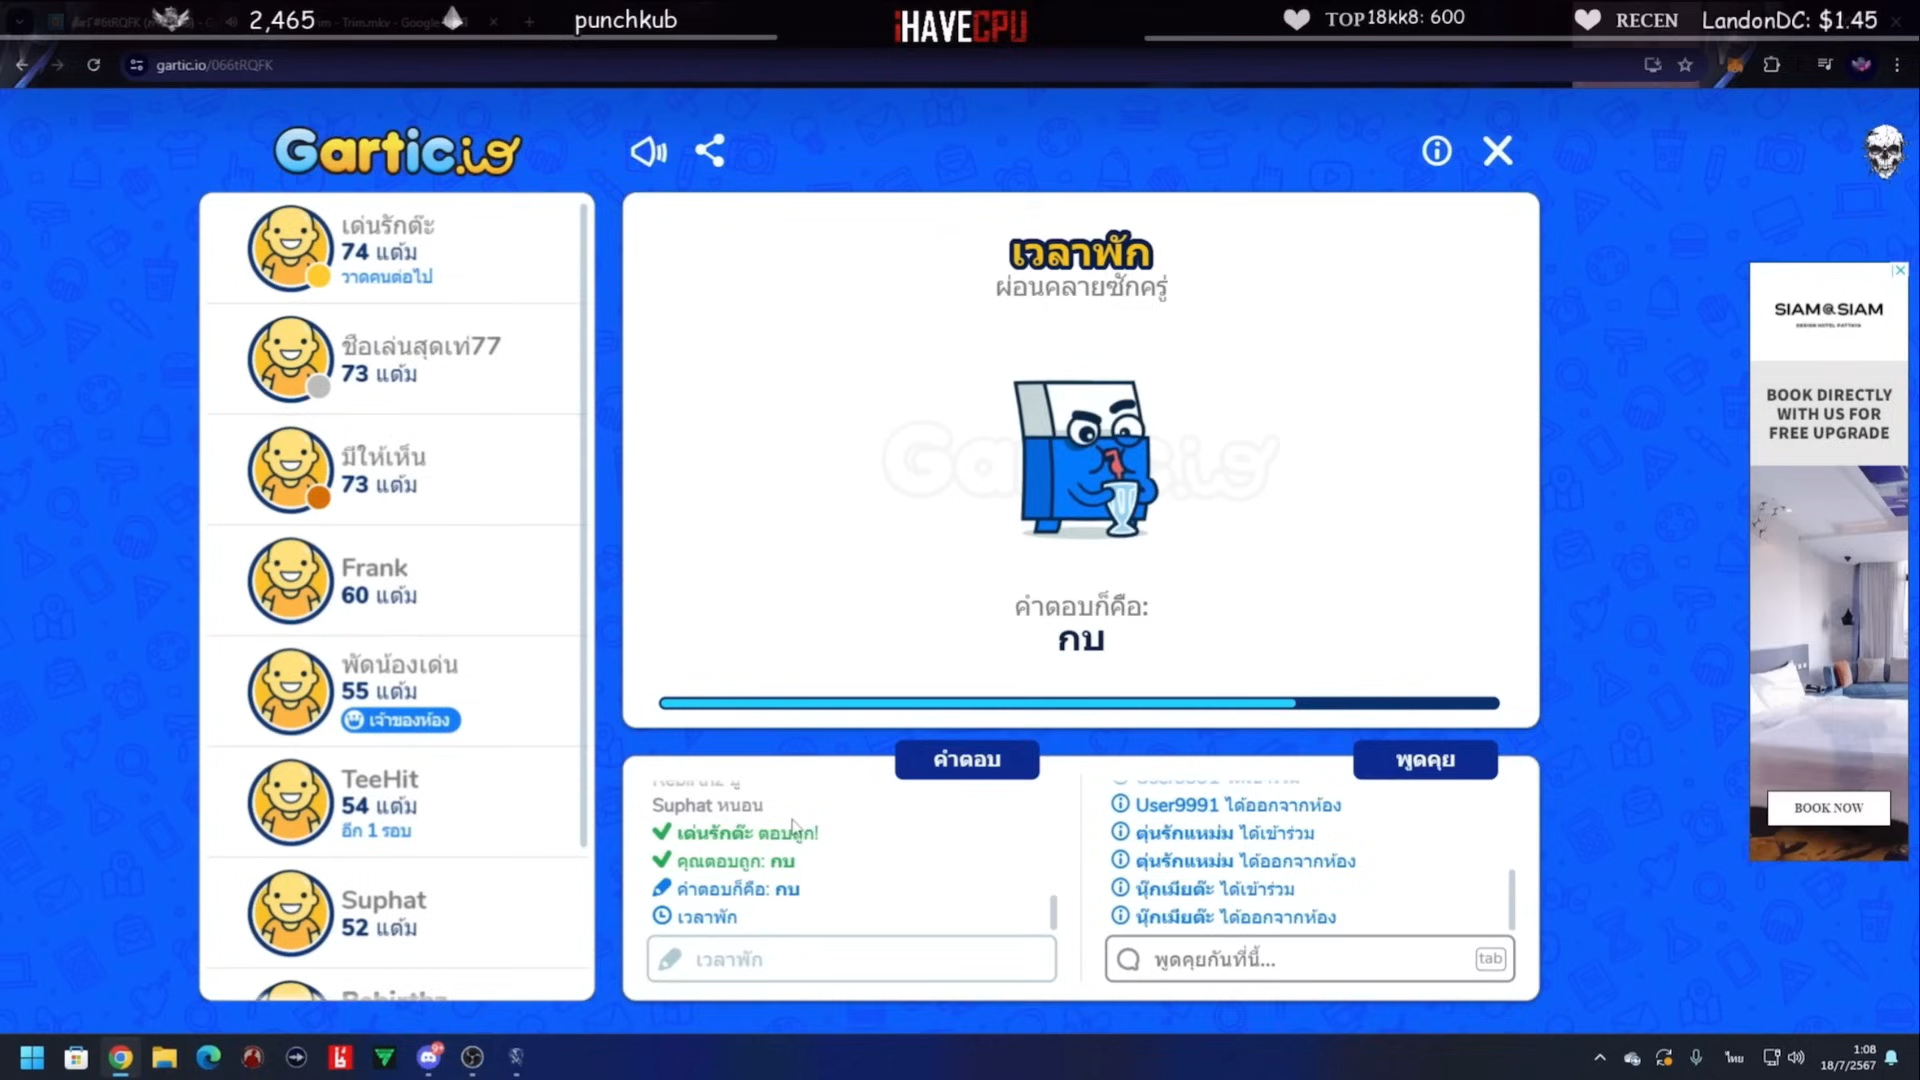 2,465
punchkub
iHAVECPU
TOP18kk8: 600
RECEN
LandonDC: $1.45
gartic.io/066tRQFK
Gartic.io
เด่นรักต๊ะ
74 แต้ม
วาดคนต่อไป
ชื่อเล่นสุดเท่77
73 แต้ม
มีให้เห็น
73 แต้ม
Frank
60 แต้ม
พัดน้องเด่น
55 แต้ม
เจ้าของห้อง
TeeHit
54 แต้ม
อีก 1 รอบ
Suphat
52 แต้ม
Rebirthz
เวลาพัก
ผ่อนคลายซักครู่
คำตอบก็คือ:
กบ
คำตอบ
Suphat หนอน
เด่นรักต๊ะ ตอบถูก!
คุณตอบถูก: กบ
คำตอบก็คือ: กบ
เวลาพัก
เวลาพัก
พูดคุย
User9991 ได้ออกจากห้อง
ตุ่นรักแหม่ม ได้เข้าร่วม
ตุ่นรักแหม่ม ได้ออกจากห้อง
นุ๊กเมียต๊ะ ได้เข้าร่วม
นุ๊กเมียต๊ะ ได้ออกจากห้อง
พูดคุยกันที่นี้...
tab
SIAM@SIAM
BOOK DIRECTLY
WITH US FOR
FREE UPGRADE
BOOK NOW
ไทย
1:08
18/7/2567